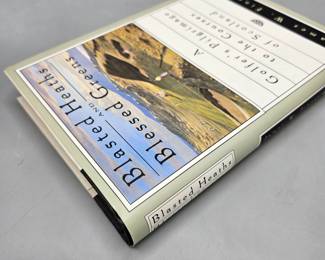 Blasted Heaths
AND
Blessed Greens
A
Golfer's Pilgrimage
to the Courses
of Scotland
Blasted Heaths